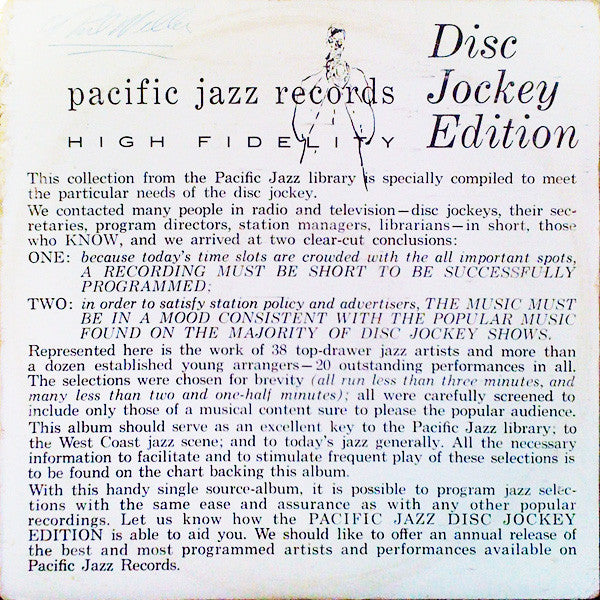 Disc
Jockey
Edition
pacific jazz records
HIGH FIDELITY
This collection from the Pacific Jazz library is specially compiled to meet
the particular needs of the disc jockey.
We contacted many people in radio and television—disc jockeys, their sec-
retaries, program directors, station managers, librarians—in short, those
who KNOW, and we arrived at two clear-cut conclusions:
ONE: because today's time slots are crowded with the all important spots,
A RECORDING MUST BE SHORT TO BE SUCCESSFULLY
PROGRAMMED;
TWO: in order to satisfy station policy and advertisers, THE MUSIC MUST
BE IN A MOOD CONSISTENT WITH THE POPULAR MUSIC
FOUND ON THE MAJORITY OF DISC JOCKEY SHOWS.
Represented here is the work of 38 top-drawer jazz artists and more than
a dozen established young arrangers—20 outstanding performances in all.
The selections were chosen for brevity (all run less than three minutes, and
many less than two and one-half minutes); all were carefully screened to
include only those of a musical content sure to please the popular audience.
This album should serve as an excellent key to the Pacific Jazz library; to
the West Coast jazz scene; and to today's jazz generally. All the necessary
information to facilitate and to stimulate frequent play of these selections is
to be found on the chart backing this album.
With this handy single source-album, it is possible to program jazz selec-
tions with the same ease and assurance as with any other popular
recordings. Let us know how the PACIFIC JAZZ DISC JOCKEY
EDITION is able to aid you. We should like to offer an annual release of
the best and most programmed artists and performances available on
Pacific Jazz Records.